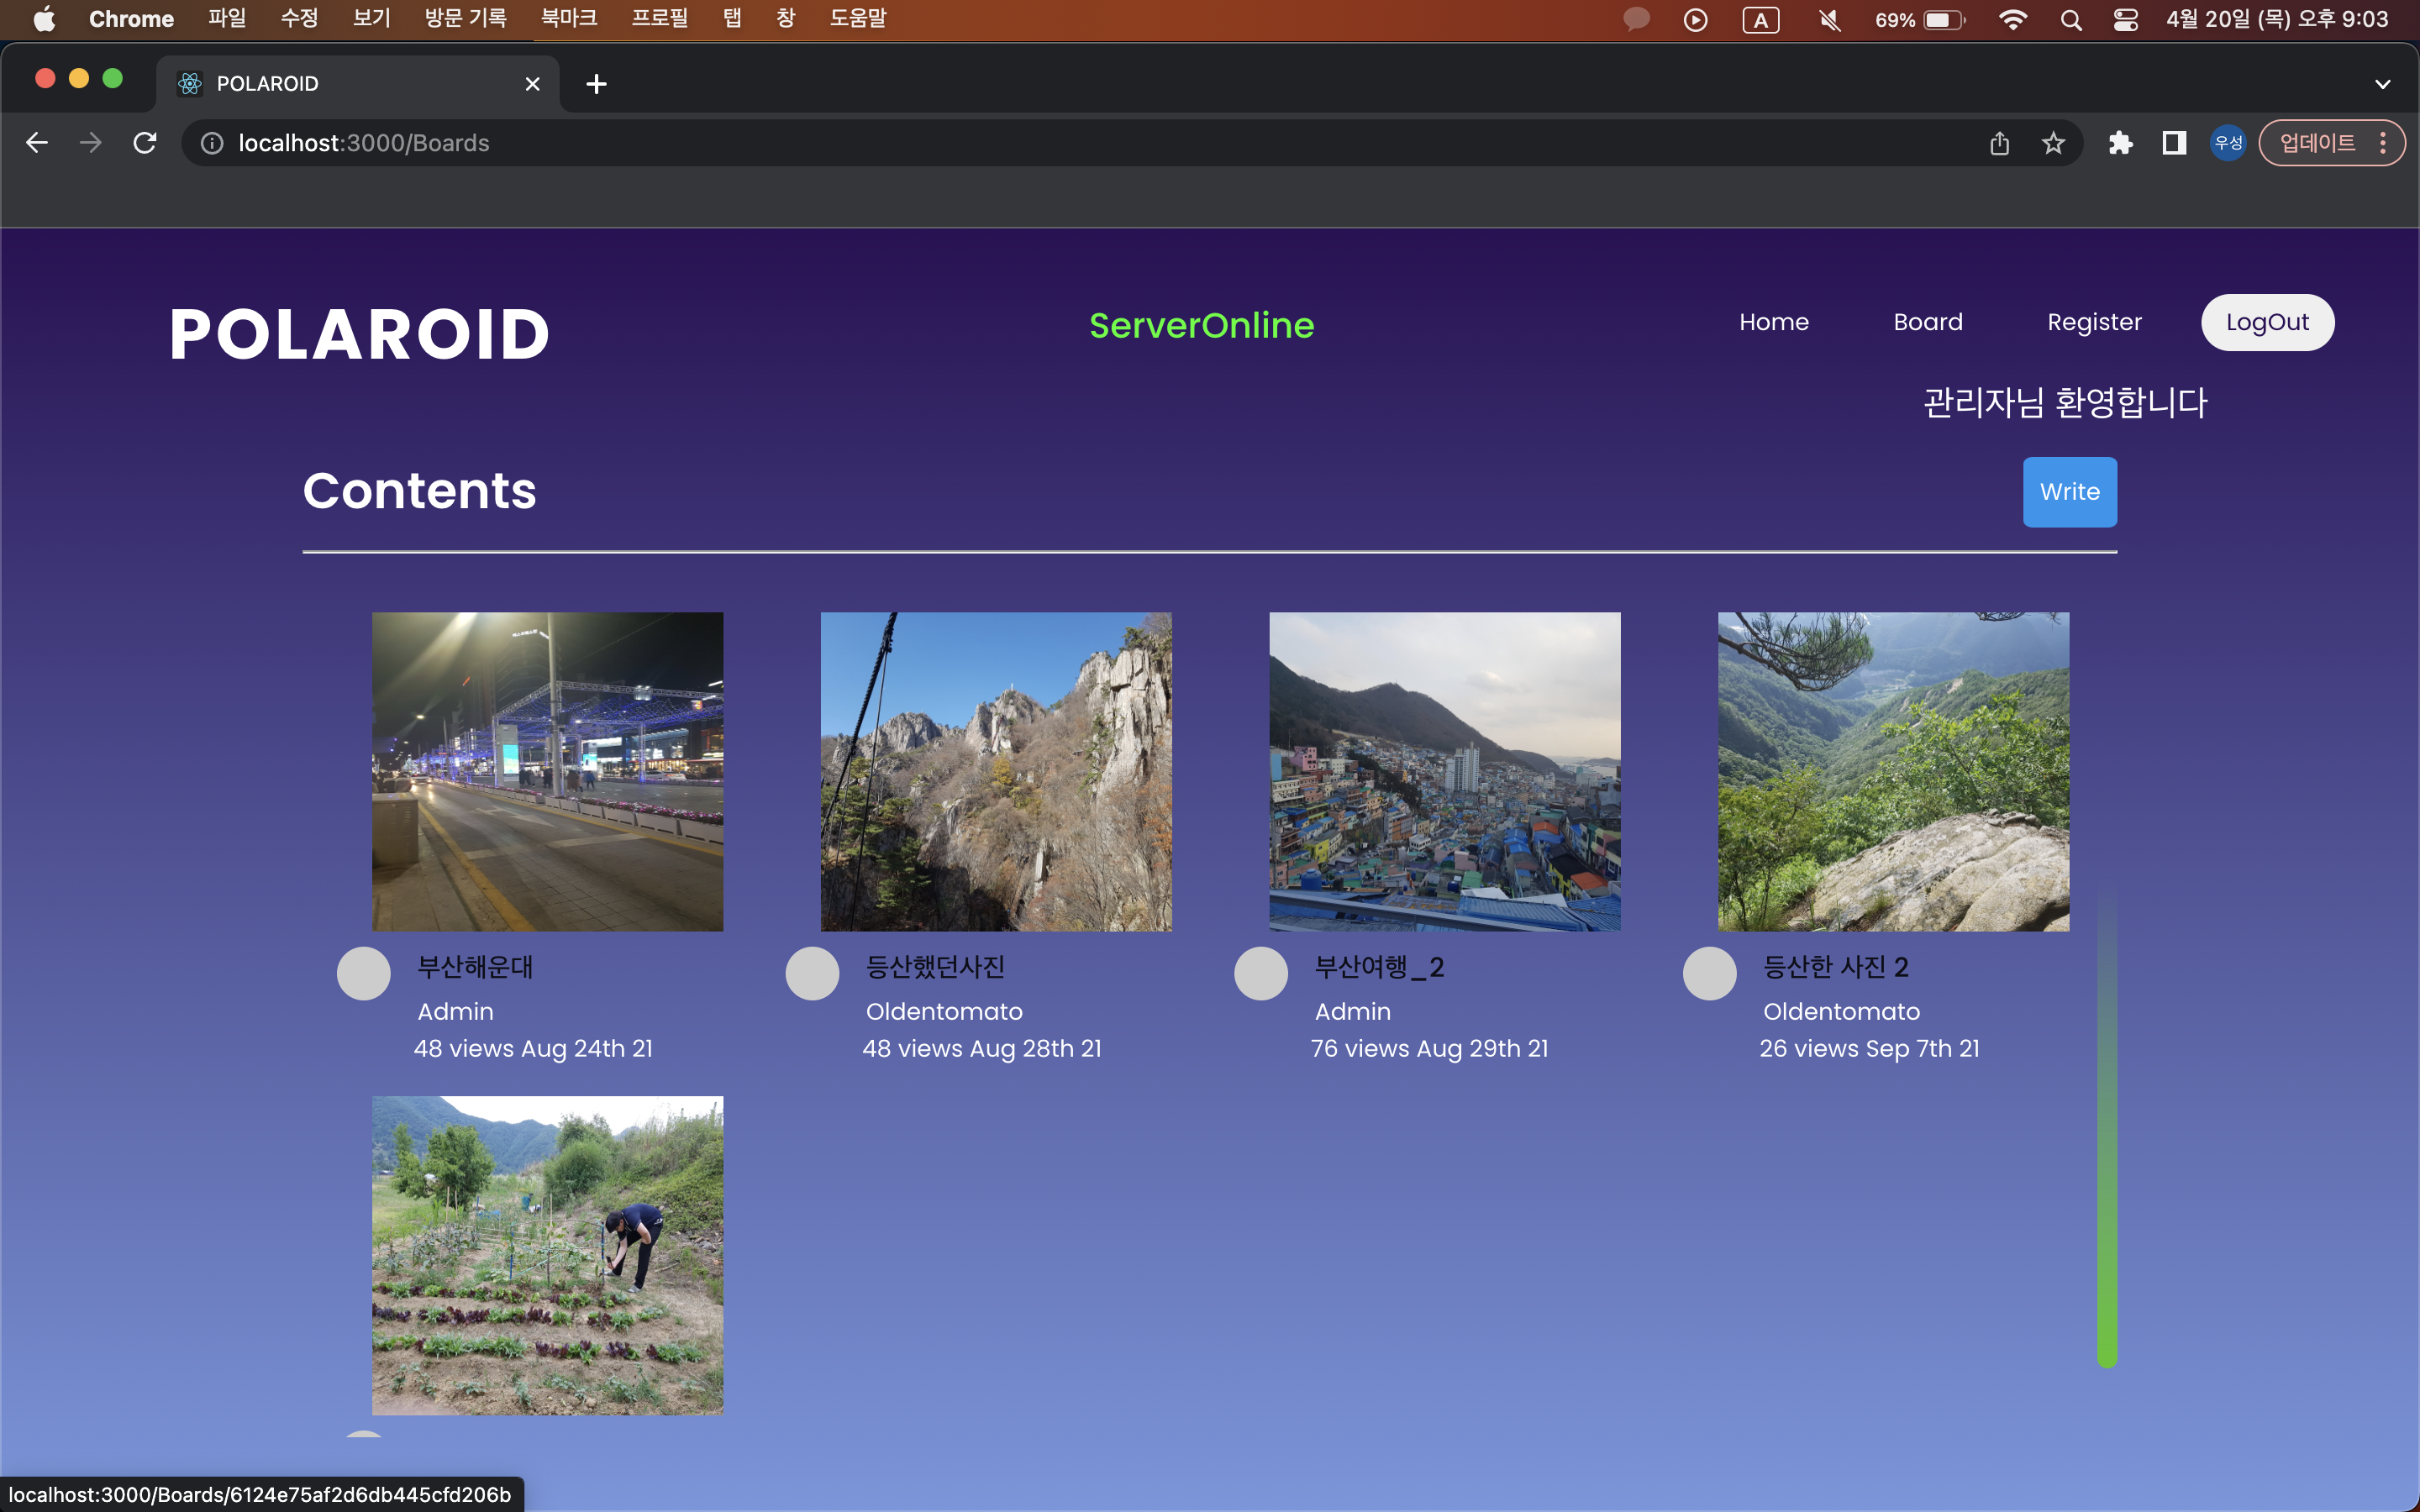 Chrome 파일 수정 보기 방문 기록 북마크 프로필 탭 창 도움말 A 69% 4월 20일 (목) 오후 9:03
POLAROID
localhost:3000/Boards 우성 업데이트
POLAROID ServerOnline Home Board Register LogOut
관리자님 환영합니다
Contents Write
부산해운대
Admin
48 views Aug 24th 21
등산했던사진
Oldentomato
48 views Aug 28th 21
부산여행_2
Admin
76 views Aug 29th 21
등산한 사진 2
Oldentomato
26 views Sep 7th 21
localhost:3000/Boards/6124e75af2d6db445cfd206b